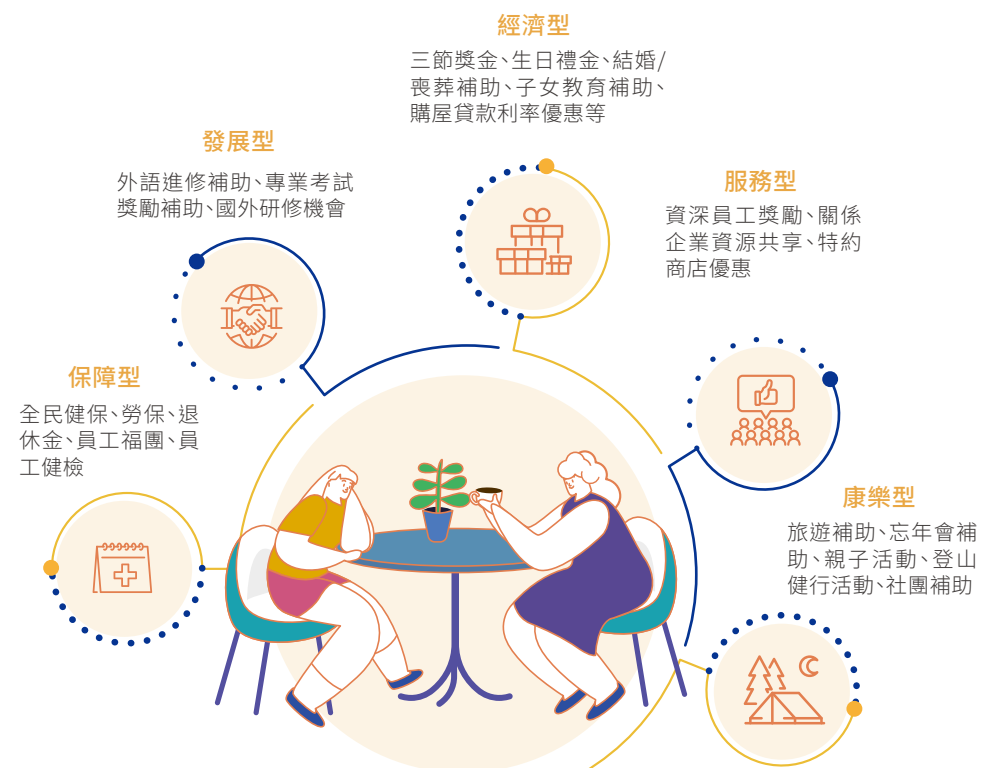 經濟型
三節獎金、生日禮金、結婚/
喪葬補助、子女教育補助、
購屋貸款利率優惠等
發展型
外語進修補助、專業考試
獎勵補助、國外研修機會
服務型
資深員工獎勵、關係
企業資源共享、特約
商店優惠
保障型
全民健保、勞保、退
休金、員工福團、員
工健檢
康樂型
旅遊補助、忘年會補
助、親子活動、登山
健行活動、社團補助